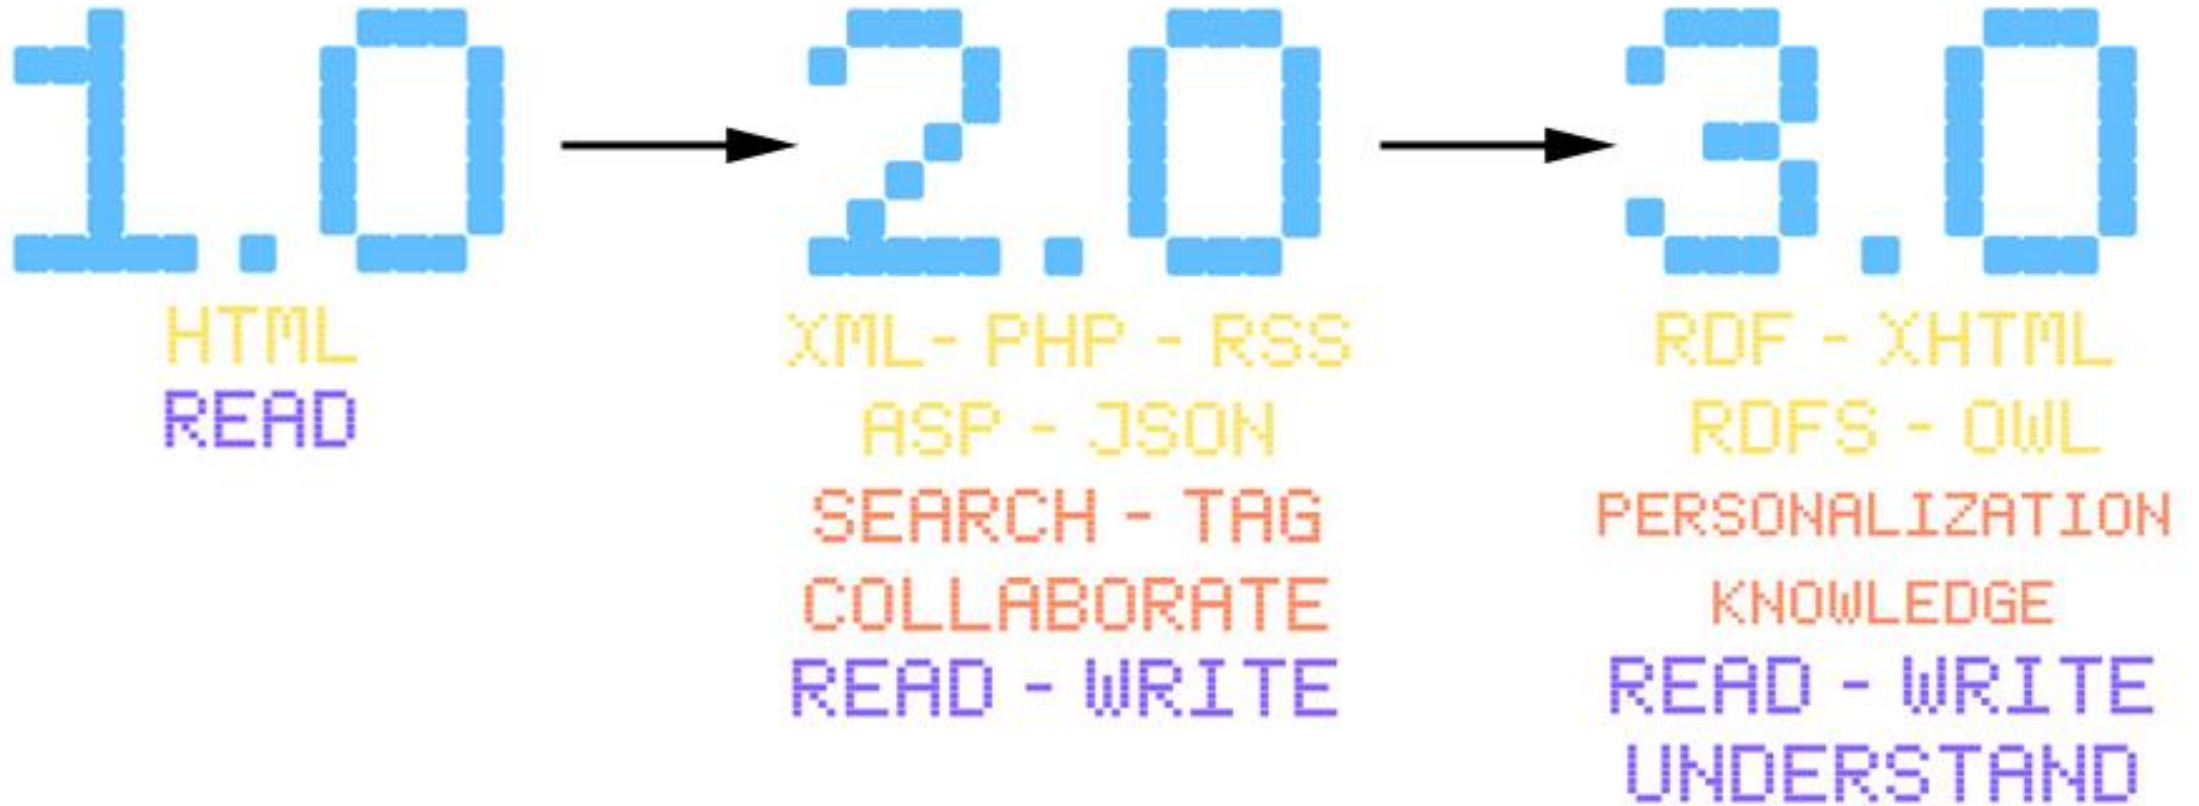 1.0
HTML
READ
2.0
XML- PHP - RSS
ASP - JSON
SEARCH - TAG
COLLABORATE
READ - WRITE
3.0
RDF - XHTML
RDFS - OWL
PERSONALIZATION
KNOWLEDGE
READ - WRITE
UNDERSTAND